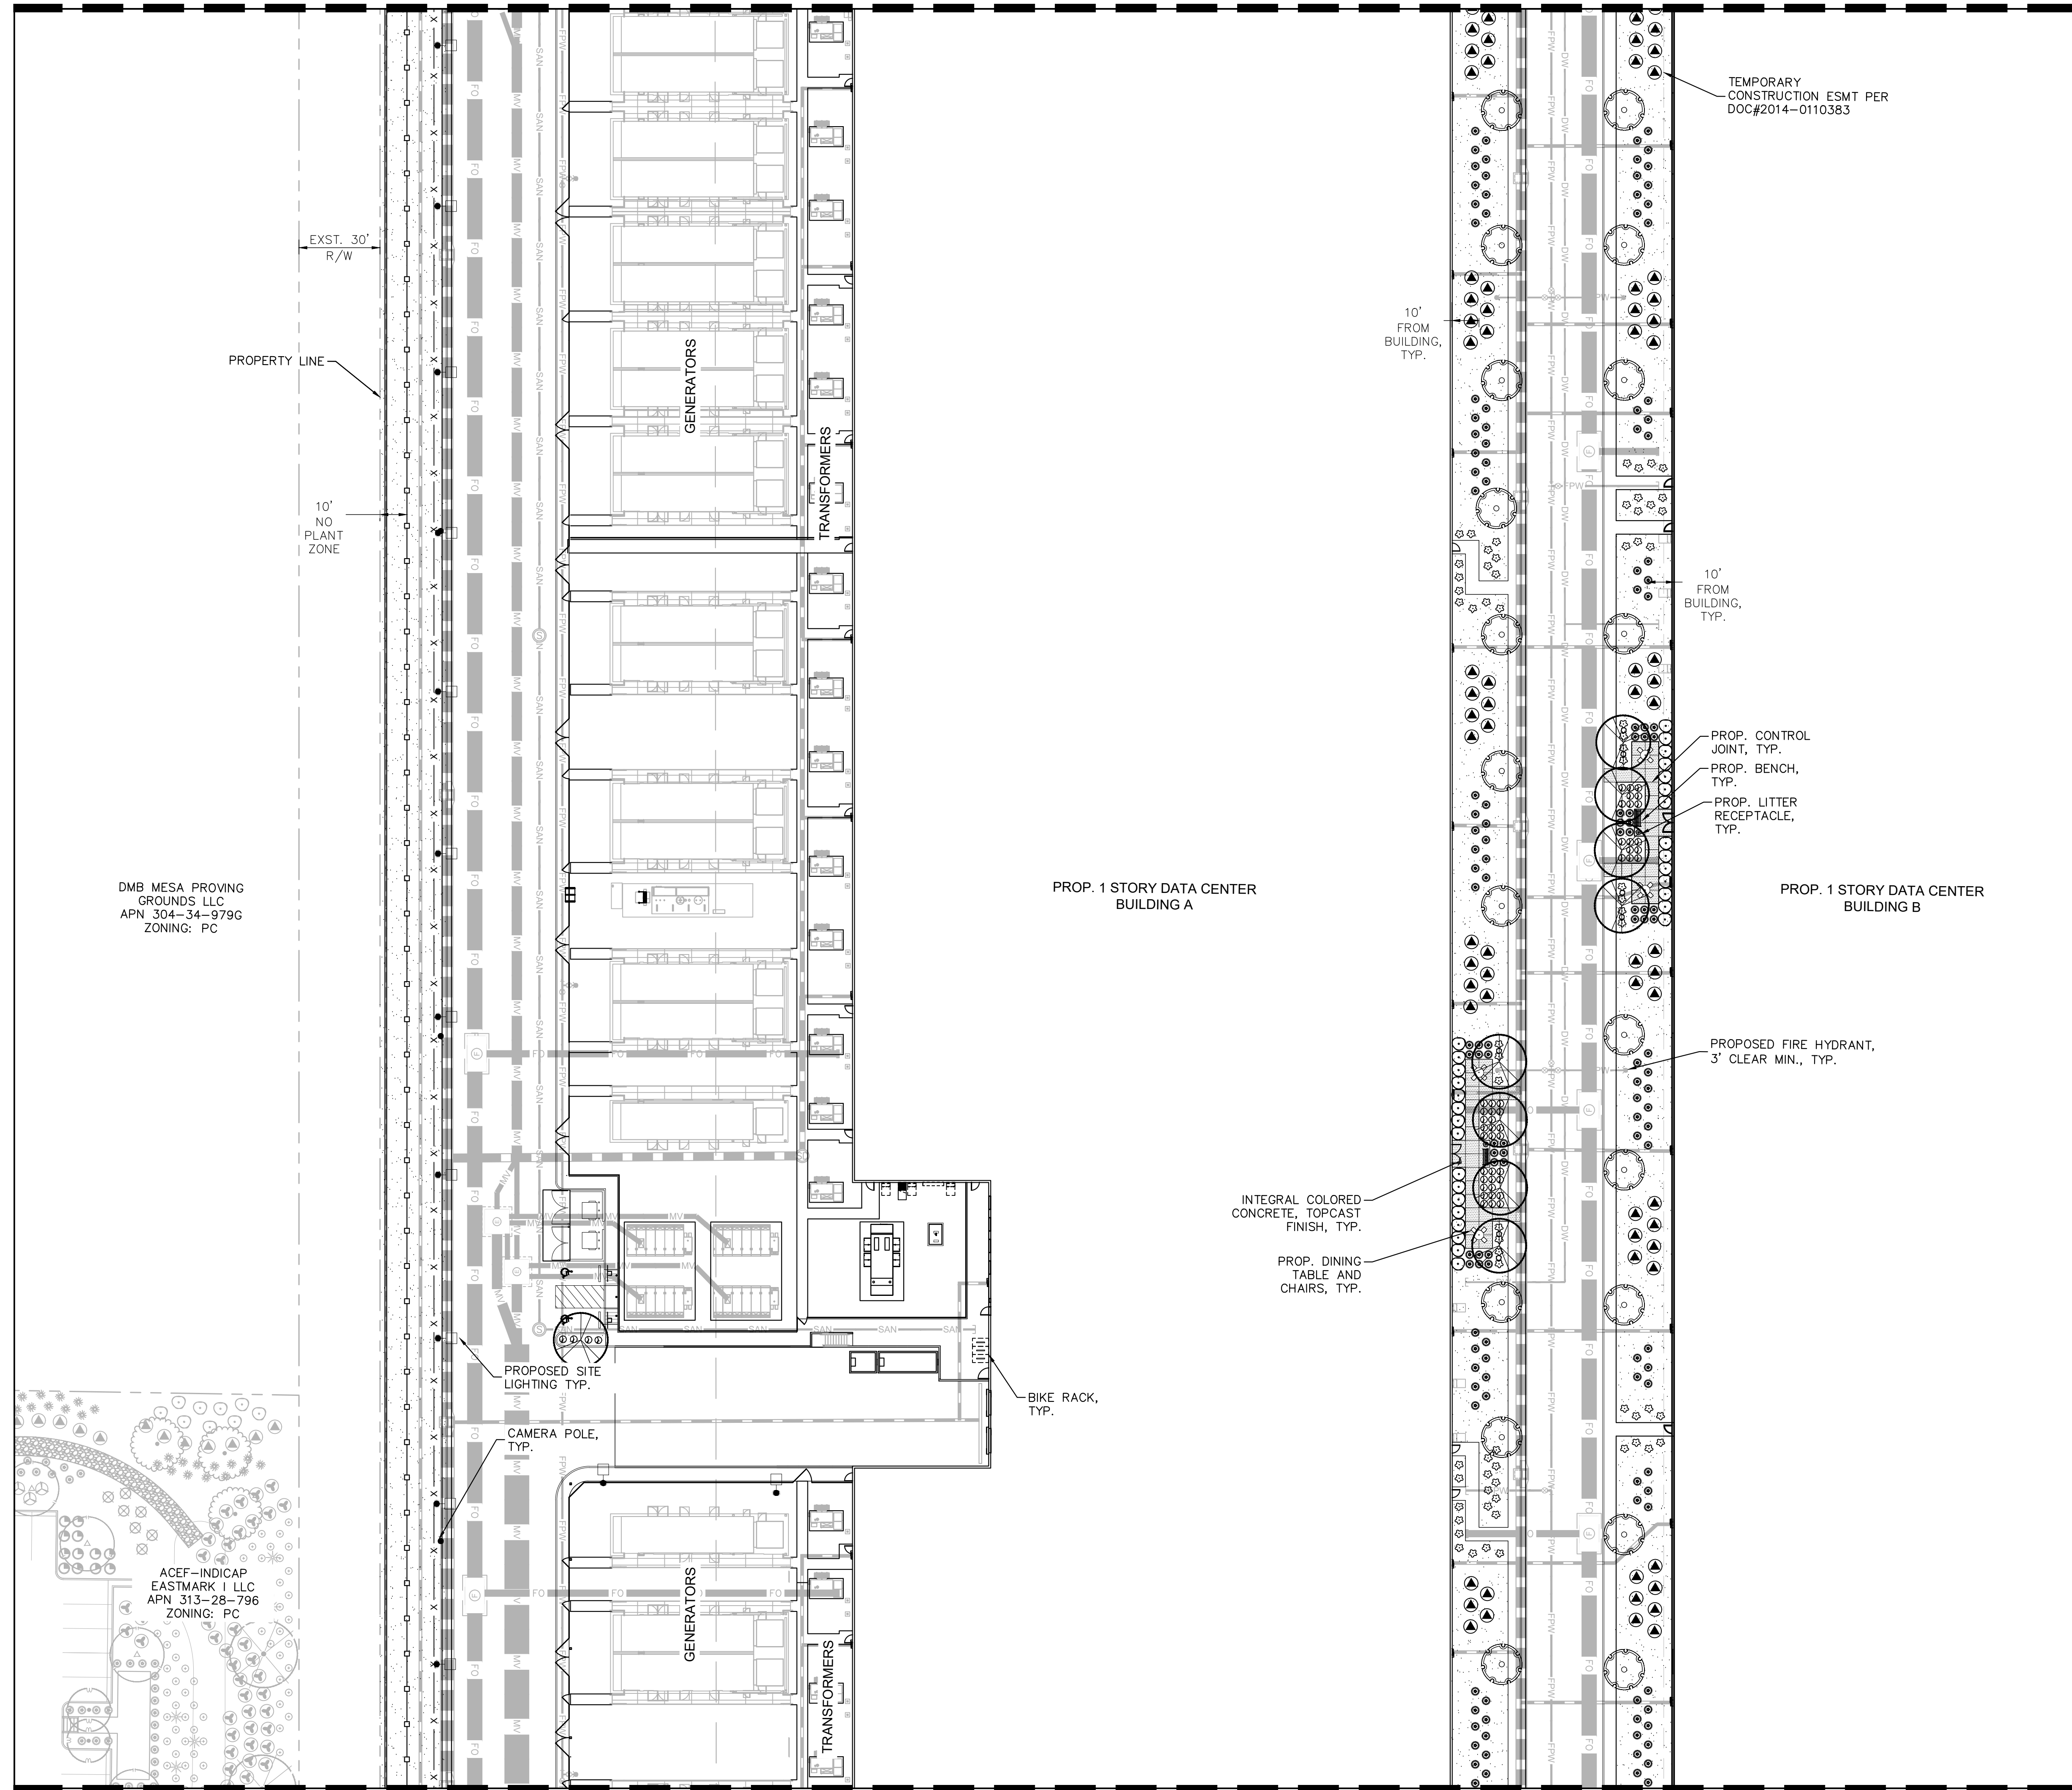 TEMPORARY
CONSTRUCTION ESMT PER
DOC#2014-0110383
EXST. 30'
R/W
PROPERTY LINE
10'
NO
PLANT
ZONE
GENERATORS
TRANSFORMERS
10'
FROM
BUILDING,
TYP.
10'
FROM
BUILDING,
TYP.
PROP. CONTROL
JOINT, TYP.
PROP. BENCH,
TYP.
PROP. LITTER
RECEPTACLE,
TYP.
DMB MESA PROVING
GROUNDS LLC
APN 304-34-979G
ZONING: PC
PROP. 1 STORY DATA CENTER
BUILDING A
PROP. 1 STORY DATA CENTER
BUILDING B
PROPOSED FIRE HYDRANT,
3' CLEAR MIN., TYP.
INTEGRAL COLORED
CONCRETE, TOPCAST
FINISH, TYP.
PROP. DINING
TABLE AND
CHAIRS, TYP.
PROPOSED SITE
LIGHTING TYP.
BIKE RACK,
TYP.
CAMERA POLE,
TYP.
ACEF-INDICAP
EASTMARK I LLC
APN 313-28-796
ZONING: PC
GENERATORS
TRANSFORMERS
FO
MV
SAN
FPW
DW